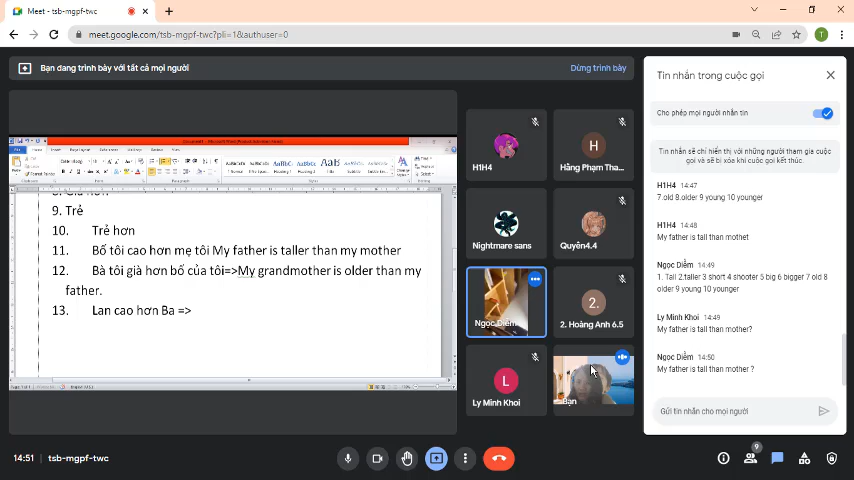 Meet - tsb-mgpf-twc
meet.google.com/tsb-mgpf-twc?pli=1&authuser=0
T
Bạn đang trình bày với tất cả mọi người
Dừng trình bày
9. Trẻ
10. Trẻ hơn
11. Bố tôi cao hơn mẹ tôi My father is taller than my mother
12. Bà tôi già hơn bố của tôi=>My grandmother is older than my
father.
13. Lan cao hơn Ba =>
H1H4
H
Hằng Phạm Tha...
Nightmare sans
Quyên4.4
Ngọc Diễm
2.
2. Hoàng Anh 6.5
L
Ly Minh Khoi
Bạn
Tin nhắn trong cuộc gọi
Cho phép mọi người nhắn tin
Tin nhắn sẽ chỉ hiển thị với những người tham gia cuộc
gọi và sẽ bị xóa khi cuộc gọi kết thúc.
H1H4 14:47
7.old 8.older 9 young 10 younger
H1H4 14:48
My father is tall than mothet
Ngọc Diễm 14:49
1. Tall 2.taller 3 short 4 shooter 5 big 6 bigger 7 old 8
older 9 young 10 younger
Ly Minh Khoi 14:49
My father is tall than mother?
Ngọc Diễm 14:50
My father is tall than mother ?
Gửi tin nhắn cho mọi người
14:51 | tsb-mgpf-twc
9